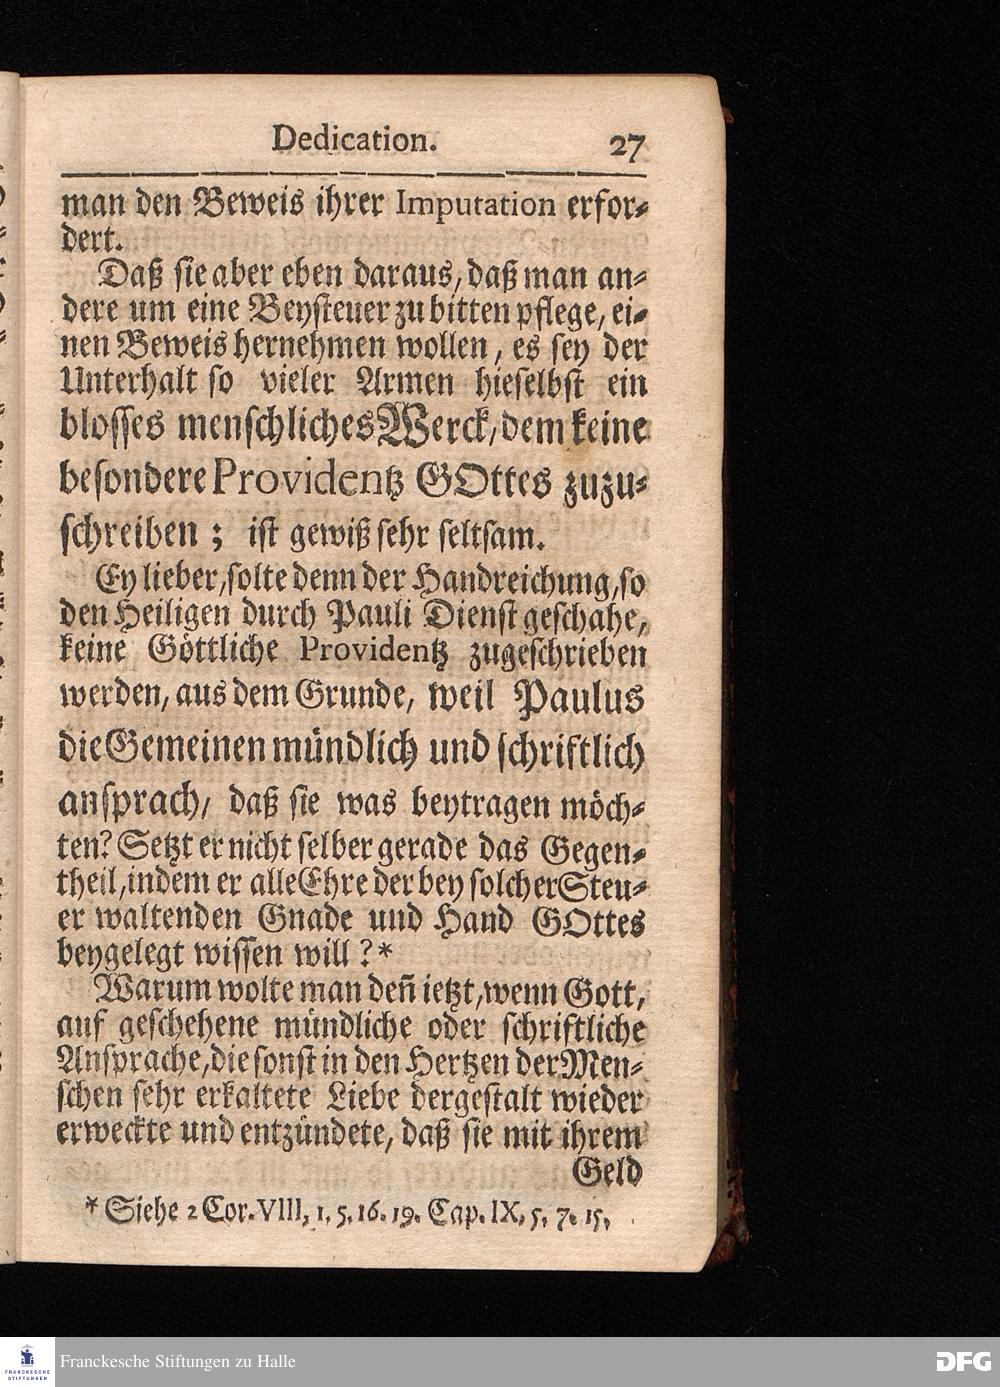 Dedication. 27
man den Beweis ihrer Imputation erfor-
dert.
Daß sie aber eben daraus, daß man an-
dere um eine Beysteuer zu bitten pflege, ei-
nen Beweis hernehmen wollen, es sey der
Unterhalt so vieler Armen hieselbst ein
blosses menschliches Werck, dem keine
besondere Providentz GOttes zuzu-
schreiben; ist gewiß sehr seltsam.
Ey lieber, solte denn der Handreichung, so
den Heiligen durch Pauli Dienst geschahe,
keine Göttliche Providentz zugeschrieben
werden, aus dem Grunde, weil Paulus
die Gemeinen mündlich und schriftlich
ansprach, daß sie was beytragen möch-
ten? Setzt er nicht selber gerade das Gegen-
theil, indem er alle Ehre der bey solcher Steu-
er waltenden Gnade und Hand GOttes
beygelegt wissen will?*
Warum wolte man deñ ietzt, wenn Gott,
auf geschehene mündliche oder schriftliche
Ansprache, die sonst in den Hertzen der Men-
schen sehr erkaltete Liebe dergestalt wieder
erweckte und entzündete, daß sie mit ihrem
Geld
* Siehe 2 Cor. VIII, 1. 5. 16. 19. Cap. IX, 5. 7. 15.
FRANCKESCHE STIFTUNGEN
Franckesche Stiftungen zu Halle
DFG